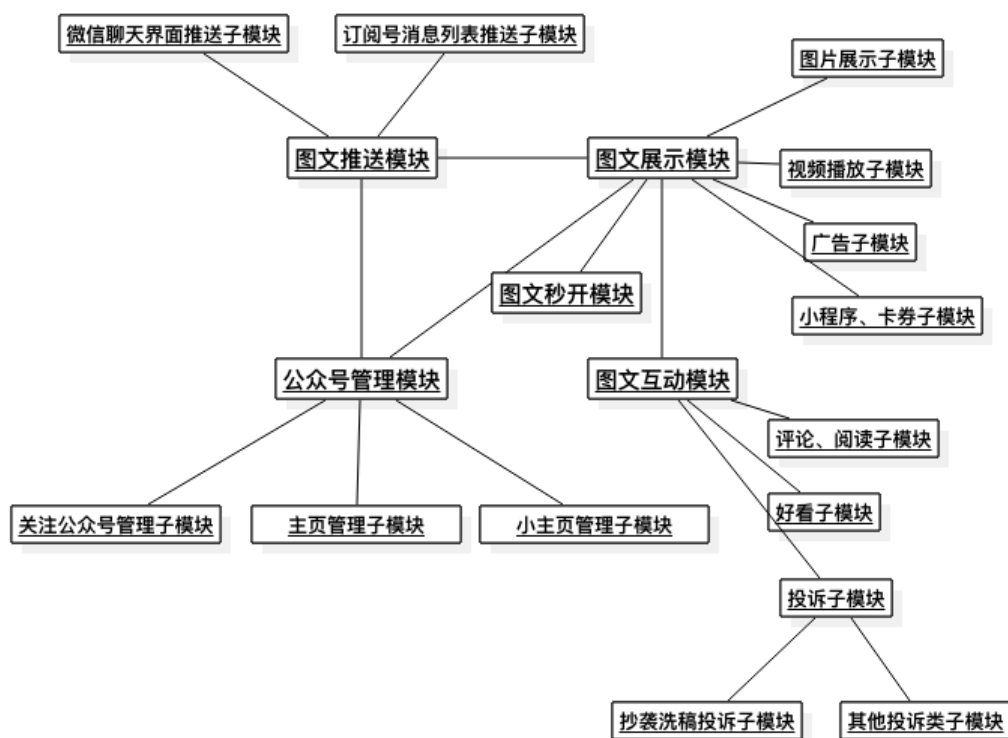 微信聊天界面推送子模块
订阅号消息列表推送子模块
图片展示子模块
图文推送模块
图文展示模块
视频播放子模块
广告子模块
图文秒开模块
小程序、卡券子模块
公众号管理模块
图文互动模块
评论、阅读子模块
关注公众号管理子模块
主页管理子模块
小主页管理子模块
好看子模块
投诉子模块
抄袭洗稿投诉子模块
其他投诉类子模块